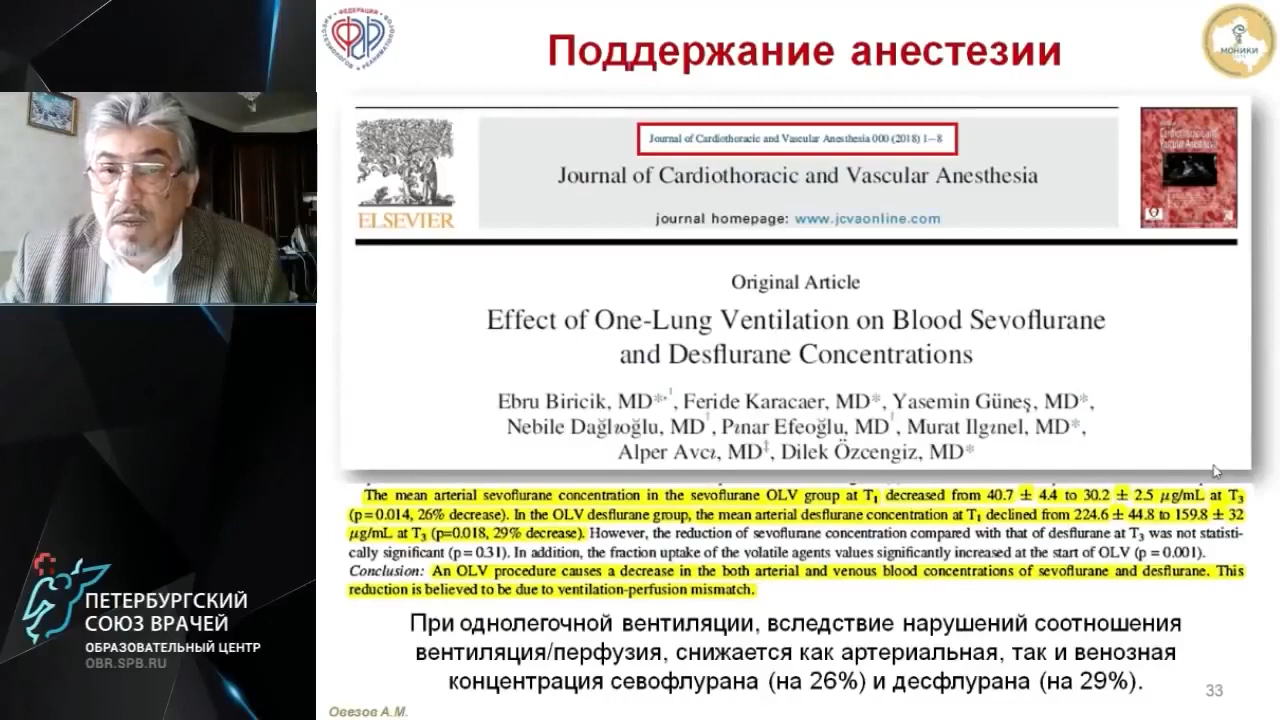 Поддержание анестезии
ФЕДЕРАЦИЯ
АНЕСТЕЗИОЛОГОВ
РЕАНИМАТОЛОГОВ
МОНИКИ
Journal of Cardiothoracic and Vascular Anesthesia 000 (2018) 1–8
Journal of Cardiothoracic and Vascular Anesthesia
journal homepage: www.jcvaonline.com
ELSEVIER
Original Article
Effect of One-Lung Ventilation on Blood Sevoflurane
and Desflurane Concentrations
Ebru Biricik, MD*,†, Feride Karacaer, MD*, Yasemin Güneş, MD*,
Nebile Dağlıoğlu, MD†, Pınar Efeoğlu, MD†, Murat Ilgınel, MD*,
Alper Avcı, MD‡, Dilek Özcengiz, MD*
The mean arterial sevoflurane concentration in the sevoflurane OLV group at T1 decreased from 40.7 ± 4.4 to 30.2 ± 2.5 μg/mL at T3
(p=0.014, 26% decrease). In the OLV desflurane group, the mean arterial desflurane concentration at T1 declined from 224.6 ± 44.8 to 159.8 ± 32
μg/mL at T3 (p=0.018, 29% decrease). However, the reduction of sevoflurane concentration compared with that of desflurane at T3 was not statisti-
cally significant (p=0.31). In addition, the fraction uptake of the volatile agents values significantly increased at the start of OLV (p = 0.001).
Conclusion: An OLV procedure causes a decrease in the both arterial and venous blood concentrations of sevoflurane and desflurane. This
reduction is believed to be due to ventilation-perfusion mismatch.
При однолегочной вентиляции, вследствие нарушений соотношения
вентиляция/перфузия, снижается как артериальная, так и венозная
концентрация севофлурана (на 26%) и десфлурана (на 29%).
33
Овезов А.М.
ПЕТЕРБУРГСКИЙ
СОЮЗ ВРАЧЕЙ
ОБРАЗОВАТЕЛЬНЫЙ ЦЕНТР
OBR.SPB.RU